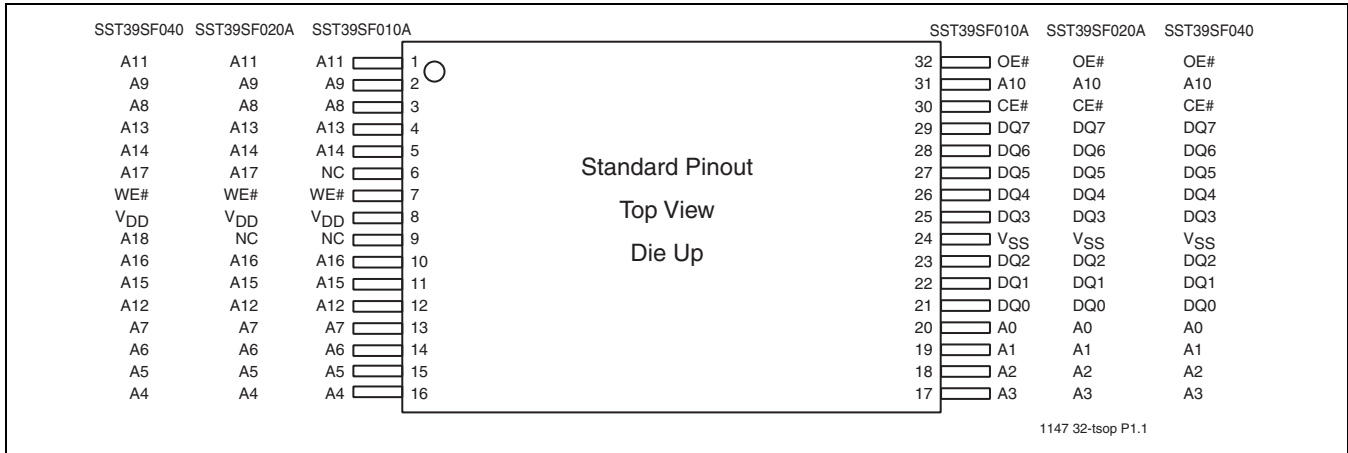 SST39SF040 SST39SF020A SST39SF010A SST39SF010A SST39SF020A SST39SF040
A11 A11 A11 1 32 OE# OE# OE#
A9 A9 A9 2 31 A10 A10 A10
A8 A8 A8 3 30 CE# CE# CE#
A13 A13 A13 4 29 DQ7 DQ7 DQ7
A14 A14 A14 5 28 DQ6 DQ6 DQ6
A17 A17 NC 6 Standard Pinout 27 DQ5 DQ5 DQ5
WE# WE# WE# 7 26 DQ4 DQ4 DQ4
VDD VDD VDD 8 Top View 25 DQ3 DQ3 DQ3
A18 NC NC 9 24 VSS VSS VSS
A16 A16 A16 10 Die Up 23 DQ2 DQ2 DQ2
A15 A15 A15 11 22 DQ1 DQ1 DQ1
A12 A12 A12 12 21 DQ0 DQ0 DQ0
A7 A7 A7 13 20 A0 A0 A0
A6 A6 A6 14 19 A1 A1 A1
A5 A5 A5 15 18 A2 A2 A2
A4 A4 A4 16 17 A3 A3 A3
1147 32-tsop P1.1